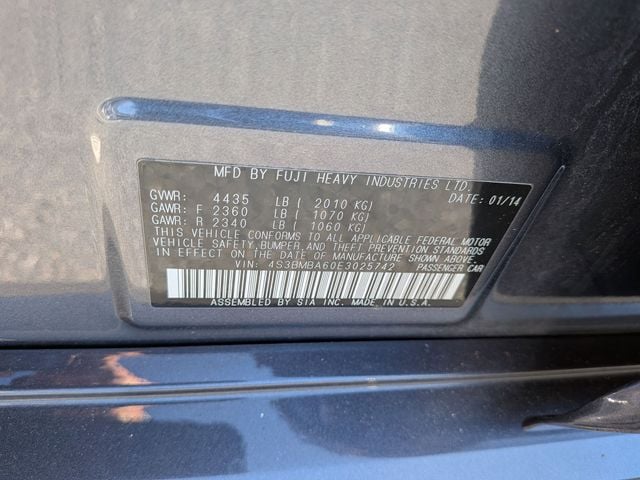 MFD BY FUJI HEAVY INDUSTRIES LTD.
GVWR: 4435 LB ( 2010 KG) DATE: 01/14
GAWR: F 2360 LB ( 1070 KG)
GAWR: R 2340 LB ( 1060 KG)
THIS VEHICLE CONFORMS TO ALL APPLICABLE FEDERAL MOTOR
VEHICLE SAFETY, BUMPER, AND THEFT PREVENTION STANDARDS
IN EFFECT ON THE DATE OF MANUFACTURE SHOWN ABOVE.
VIN: 4S3BMBA60E3025742 PASSENGER CAR
ASSEMBLED BY SIA INC. MADE IN U.S.A.